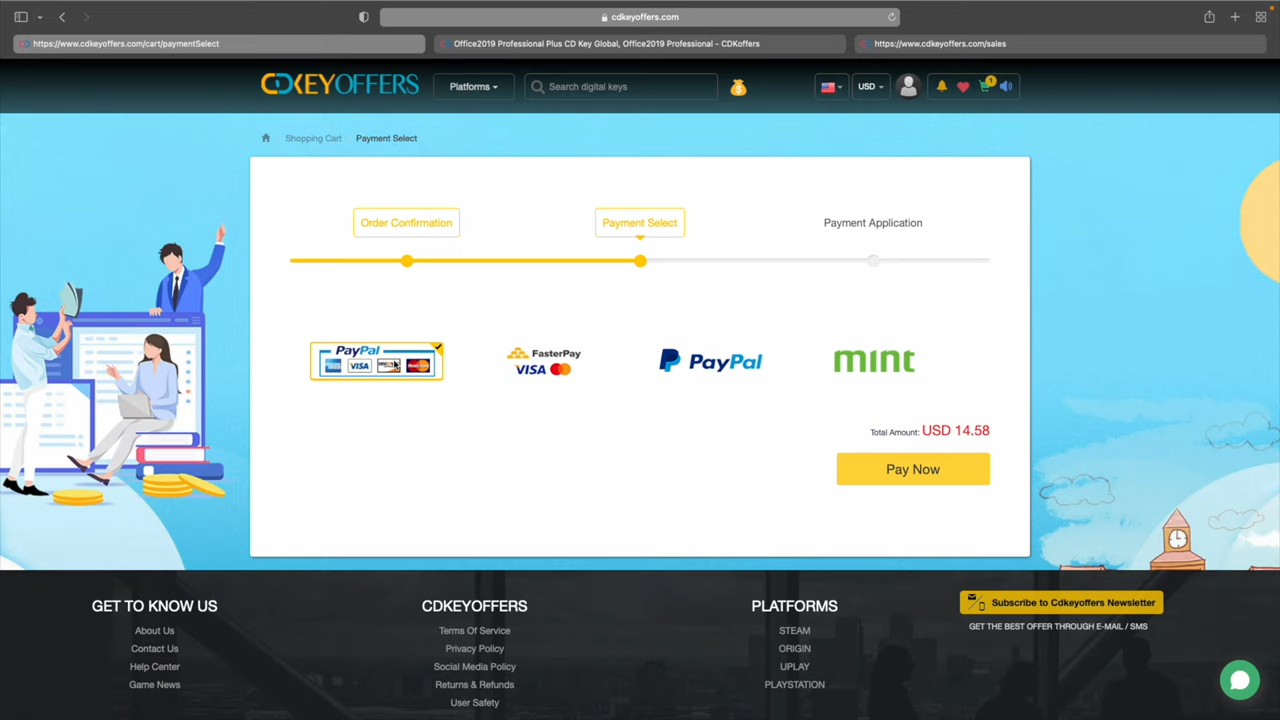 cdkeyoffers.com
https://www.cdkeyoffers.com/cart/paymentSelect
Office2019 Professional Plus CD Key Global, Office2019 Professional - CDKoffers
https://www.cdkeyoffers.com/sales
CDKEYOFFERS
Platforms
Search digital keys
USD
1
Shopping Cart
Payment Select
Order Confirmation
Payment Select
Payment Application
PayPal
VISA
FasterPay
VISA
PayPal
mint
Total Amount: USD 14.58
Pay Now
GET TO KNOW US
About Us
Contact Us
Help Center
Game News
CDKEYOFFERS
Terms Of Service
Privacy Policy
Social Media Policy
Returns & Refunds
User Safety
PLATFORMS
STEAM
ORIGIN
UPLAY
PLAYSTATION
Subscribe to Cdkeyoffers Newsletter
GET THE BEST OFFER THROUGH E-MAIL / SMS